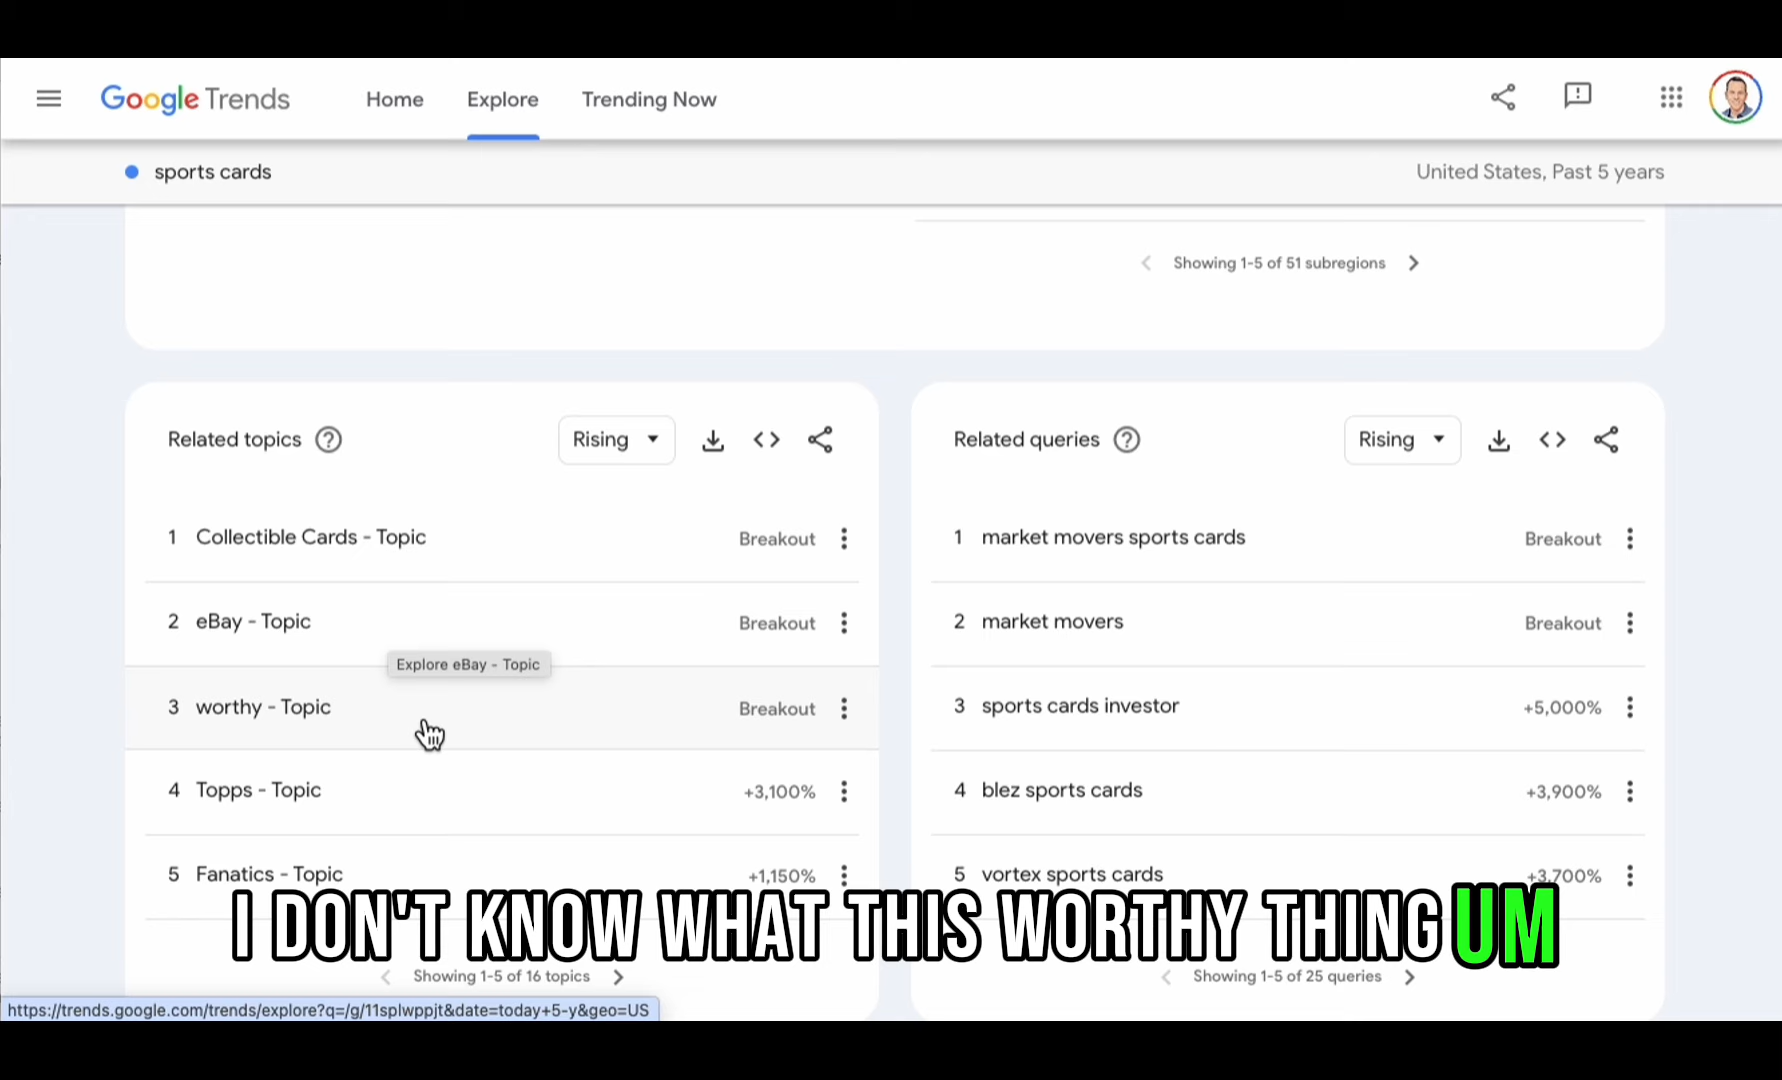 Google Trends
Home
Explore
Trending Now
sports cards
United States, Past 5 years
Showing 1-5 of 51 subregions
Related topics
Rising
1 Collectible Cards - Topic Breakout
2 eBay - Topic Breakout
Explore eBay - Topic
3 worthy - Topic Breakout
4 Topps - Topic +3,100%
5 Fanatics - Topic +1,150%
Showing 1-5 of 16 topics
Related queries
Rising
1 market movers sports cards Breakout
2 market movers Breakout
3 sports cards investor +5,000%
4 blez sports cards +3,900%
5 vortex sports cards +3,700%
Showing 1-5 of 25 queries
I DON'T KNOW WHAT THIS WORTHY THING UM
https://trends.google.com/trends/explore?q=/g/11splwppjt&date=today+5-y&geo=US